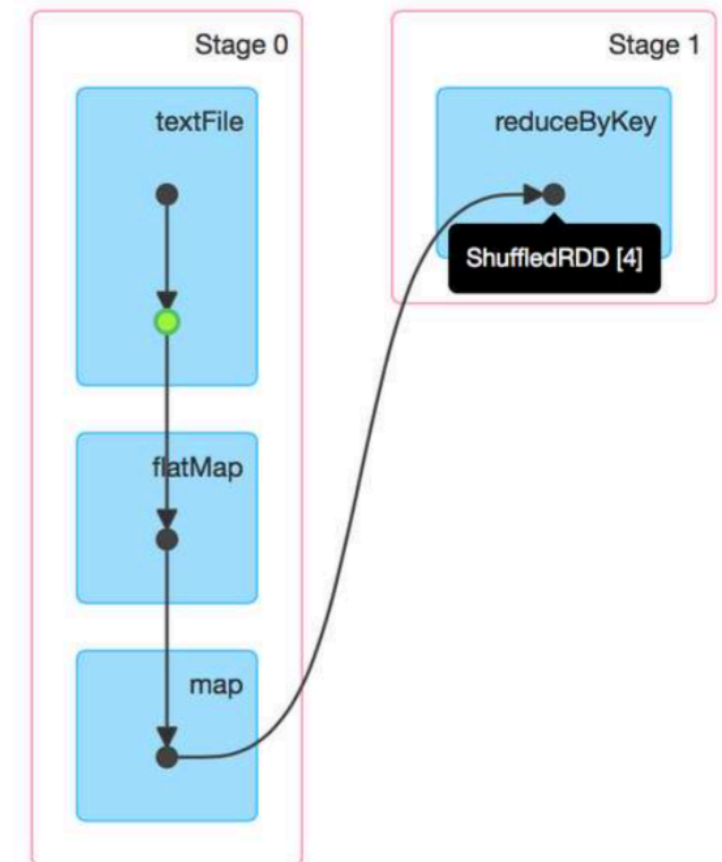 Stage 0
textFile
flatMap
map
Stage 1
reduceByKey
ShuffledRDD [4]